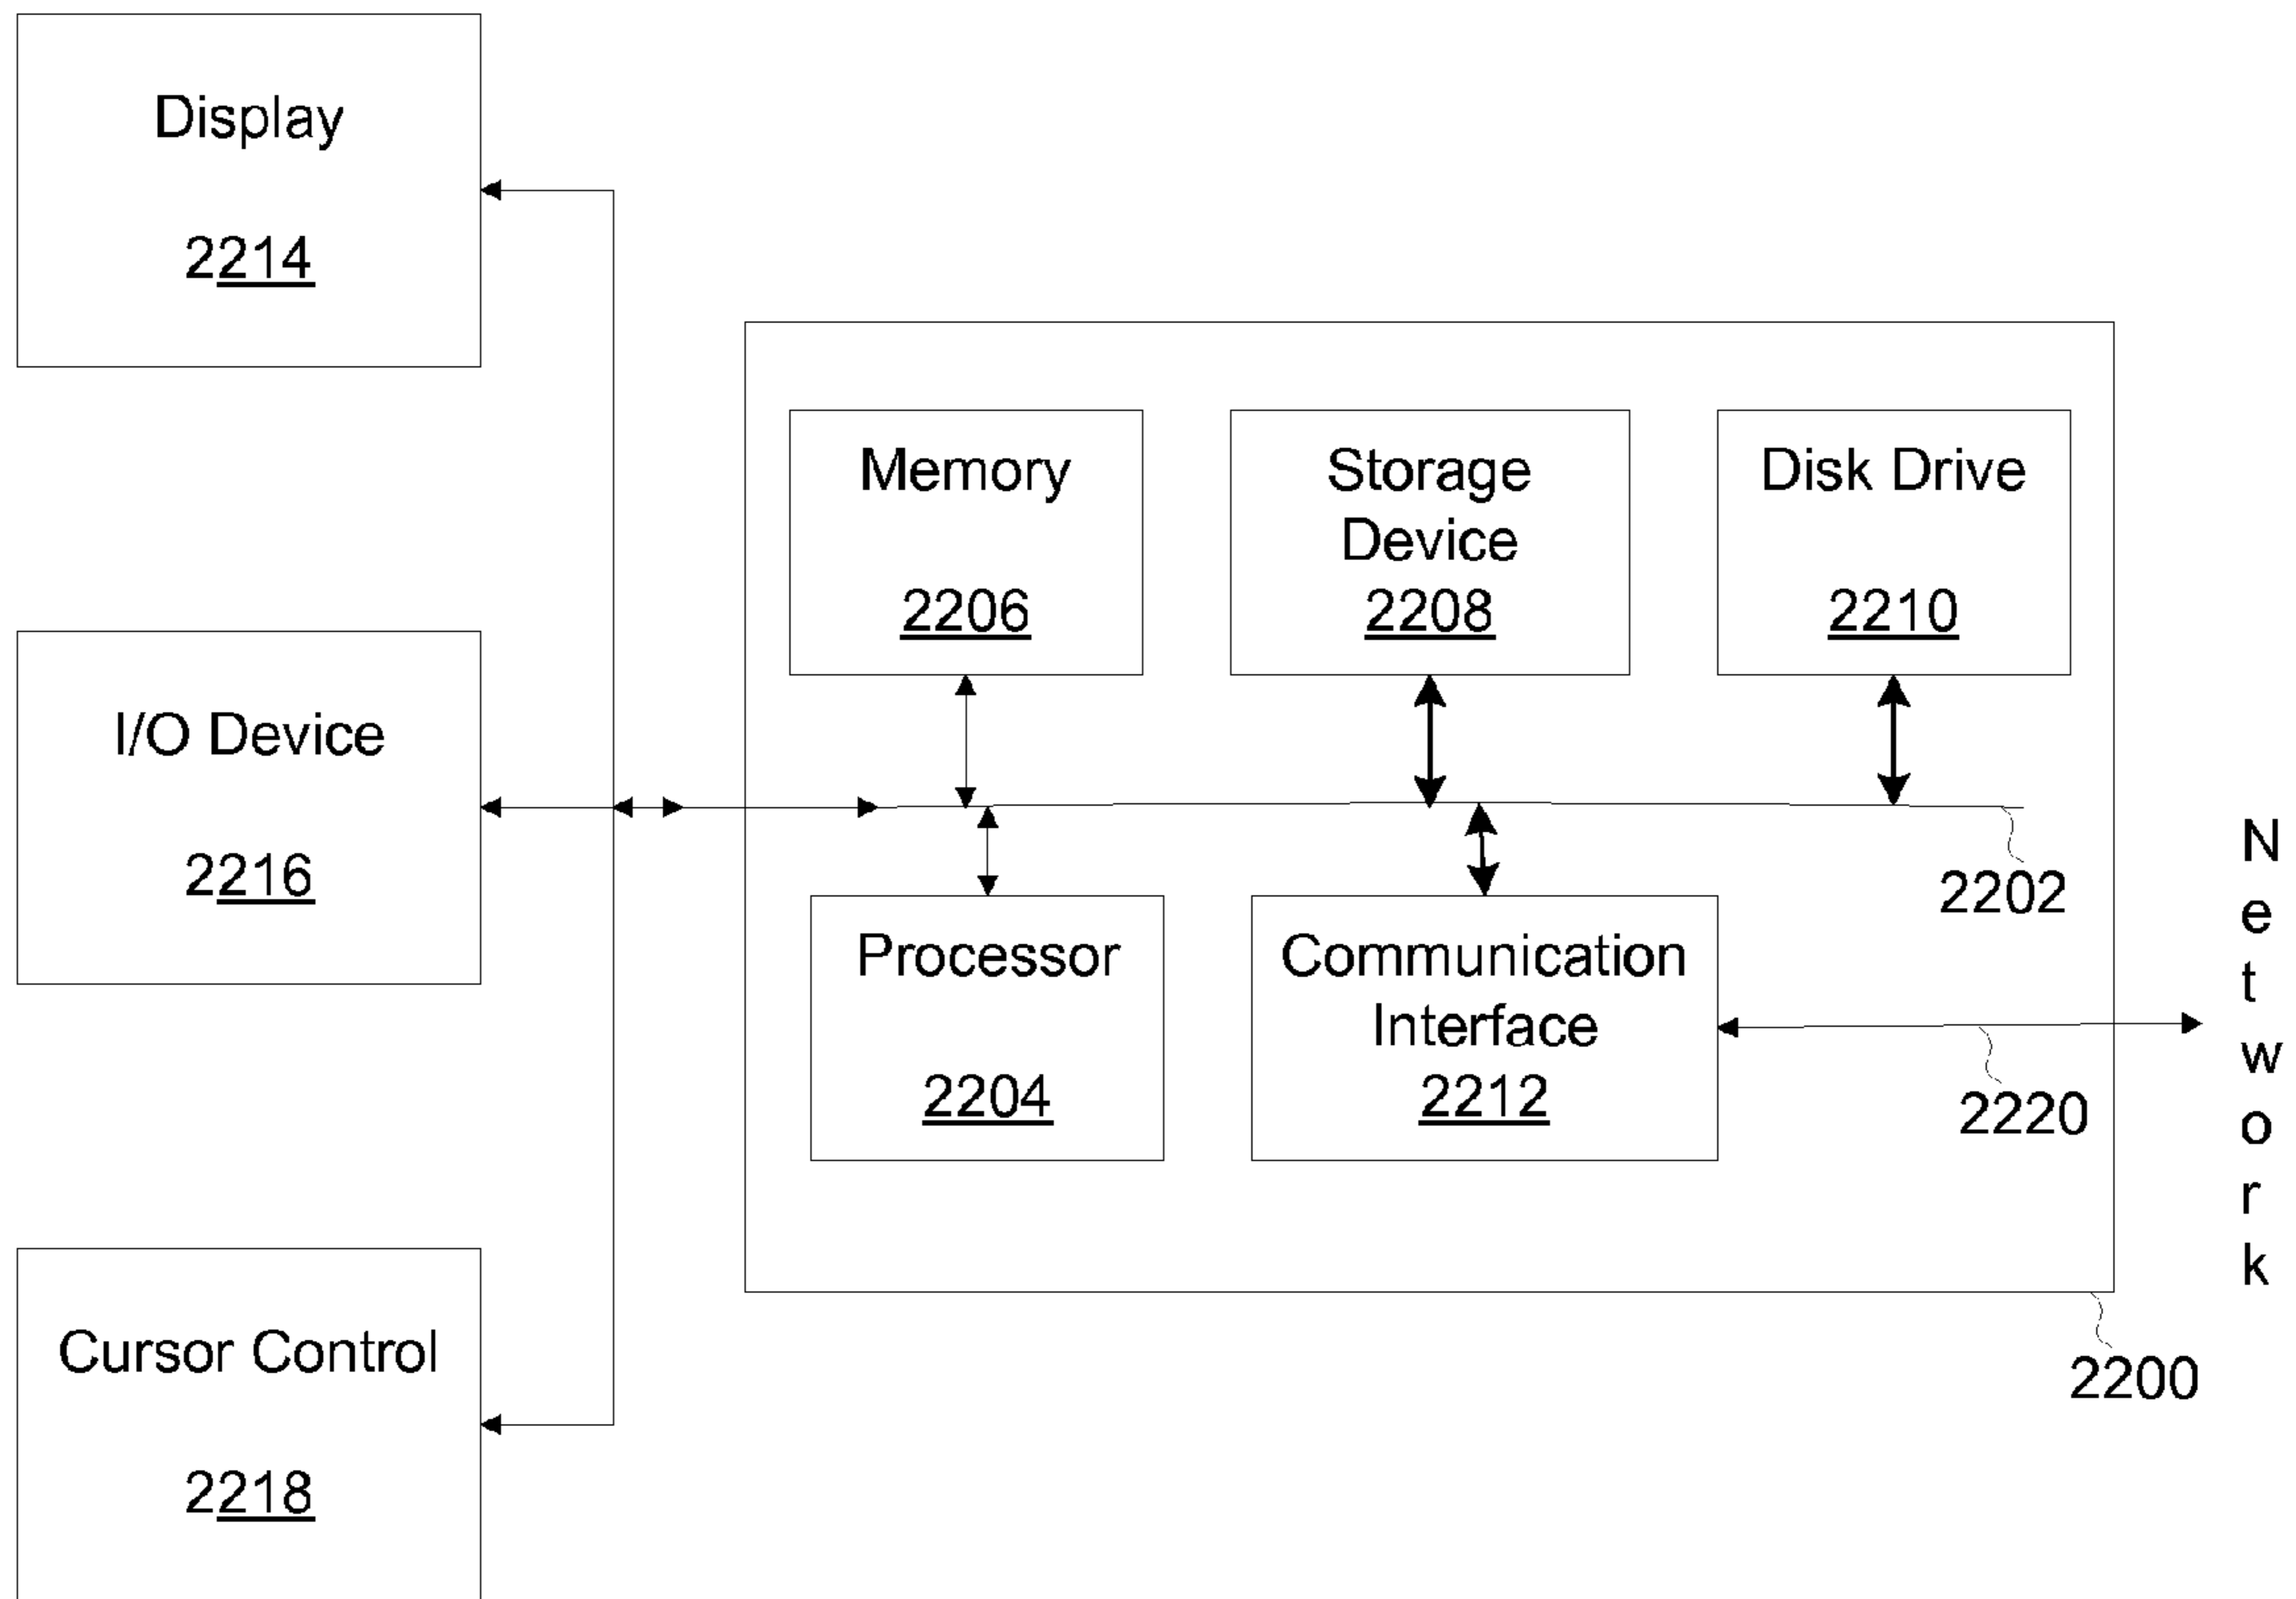 Display
2214
I/O Device
2216
Cursor Control
2218
Memory
2206
Storage
Device
2208
Disk Drive
2210
Processor
2204
Communication
Interface
2212
2202
2220
2200
Network